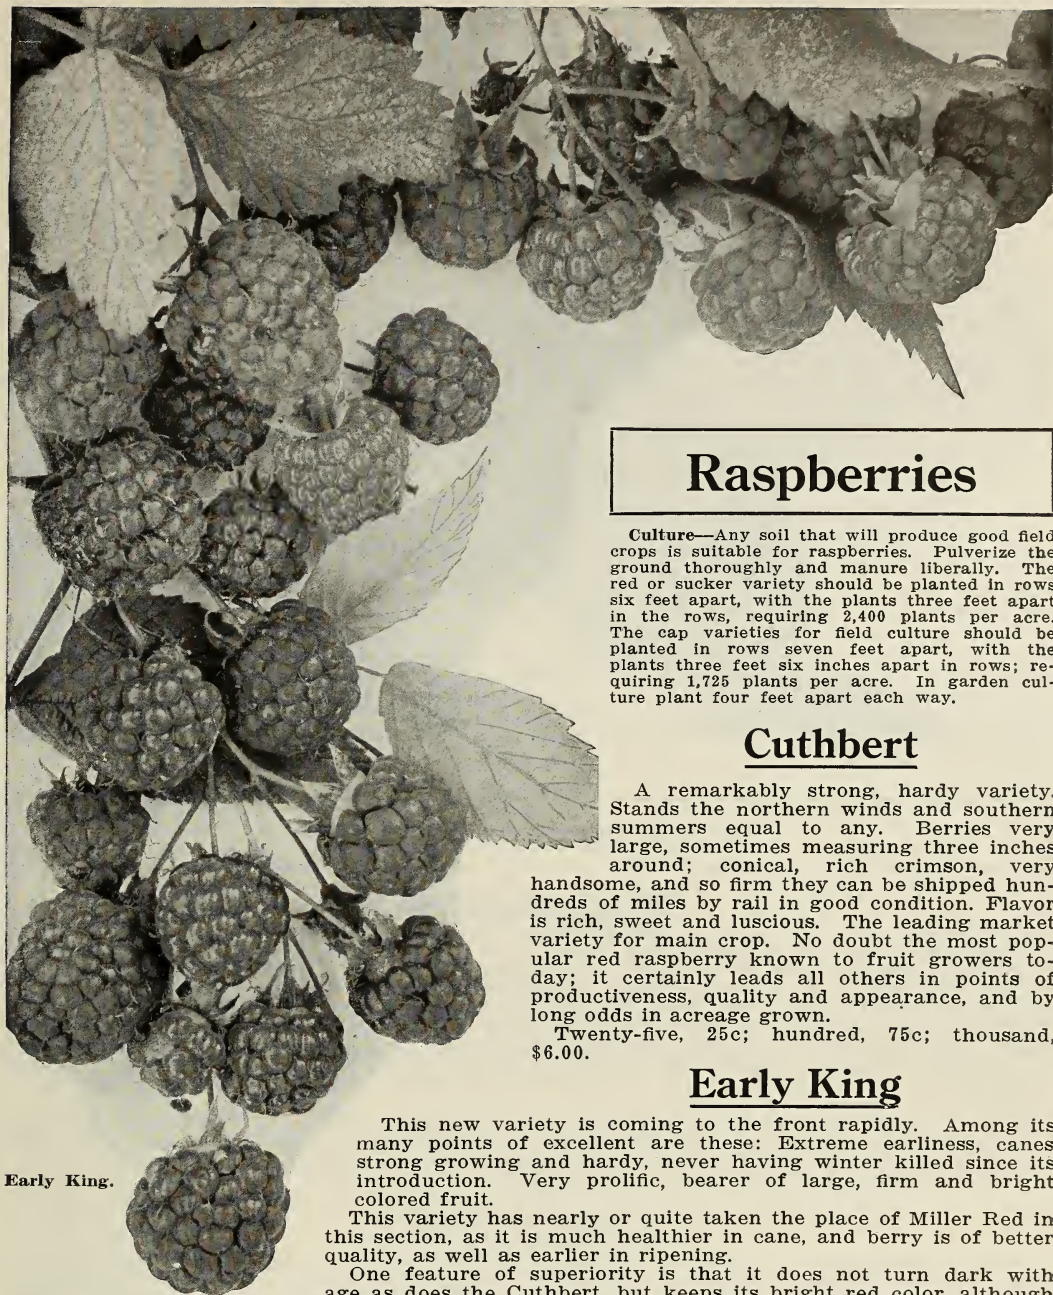 Raspberries
Culture—Any soil that will produce good field
crops is suitable for raspberries. Pulverize the
ground thoroughly and manure liberally. The
red or sucker variety should be planted in rows
six feet apart, with the plants three feet apart
in the rows, requiring 2,400 plants per acre.
The cap varieties for field culture should be
planted in rows seven feet apart, with the
plants three feet six inches apart in rows; re-
quiring 1,725 plants per acre. In garden cul-
ture plant four feet apart each way.
Cuthbert
A remarkably strong, hardy variety.
Stands the northern winds and southern
summers equal to any. Berries very
large, sometimes measuring three inches
around; conical, rich crimson, very
handsome, and so firm they can be shipped hun-
dreds of miles by rail in good condition. Flavor
is rich, sweet and luscious. The leading market
variety for main crop. No doubt the most pop-
ular red raspberry known to fruit growers to-
day; it certainly leads all others in points of
productiveness, quality and appearance, and by
long odds in acreage grown.
Twenty-five, 25c; hundred, 75c; thousand,
$6.00.
Early King
This new variety is coming to the front rapidly. Among its
many points of excellent are these: Extreme earliness, canes
strong growing and hardy, never having winter killed since its
introduction. Very prolific, bearer of large, firm and bright
colored fruit.
This variety has nearly or quite taken the place of Miller Red in
this section, as it is much healthier in cane, and berry is of better
quality, as well as earlier in ripening.
One feature of superiority is that it does not turn dark with
age as does the Cuthbert, but keeps its bright red color, although
Early King.